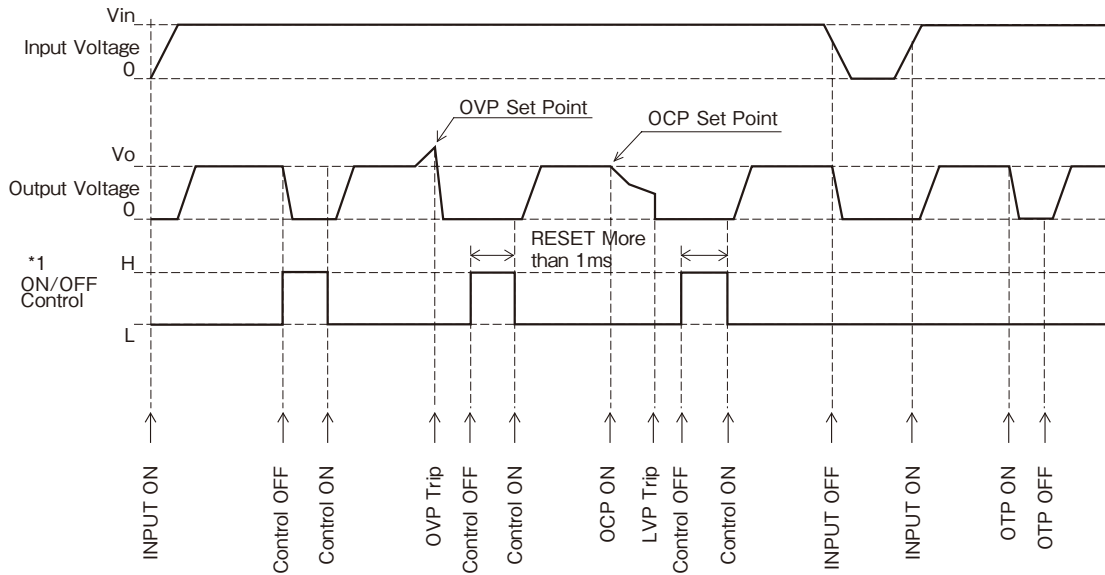 Vin
Input Voltage
0
OVP Set Point
OCP Set Point
Vo
Output Voltage
0
RESET More
than 1ms
*1
ON/OFF
Control
H
L
INPUT ON
Control OFF
Control ON
OVP Trip
Control OFF
Control ON
OCP ON
LVP Trip
Control OFF
Control ON
INPUT OFF
INPUT ON
OTP ON
OTP OFF